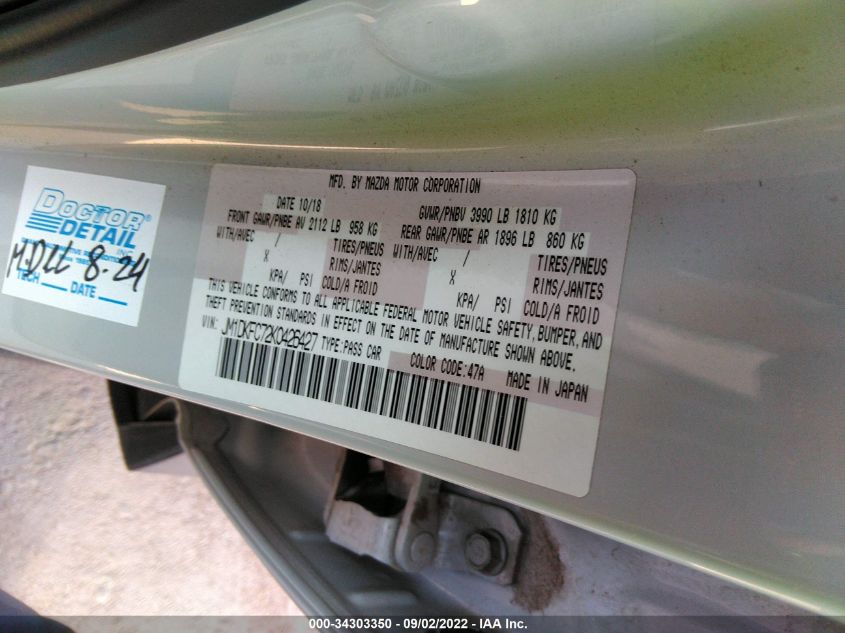 MFD. BY MAZDA MOTOR CORPORATION
DATE 10/18 GVWR/PNBV 3990 LB 1810 KG
FRONT GAWR/PNBE AV 2112 LB 958 KG REAR GAWR/PNBE AR 1896 LB 860 KG
WITH/AVEC / TIRES/PNEUS WITH/AVEC / TIRES/PNEUS
X RIMS/JANTES X RIMS/JANTES
KPA/ PSI COLD/A FROID KPA/ PSI COLD/A FROID
THIS VEHICLE CONFORMS TO ALL APPLICABLE FEDERAL MOTOR VEHICLE SAFETY, BUMPER, AND
THEFT PREVENTION STANDARDS IN EFFECT ON THE DATE OF MANUFACTURE SHOWN ABOVE.
VIN: JM1DKFC72K0426427 TYPE:PASS CAR COLOR CODE:47A MADE IN JAPAN
DOCTOR
DETAIL
INC.
8-24
TECH DATE
000-34303350 - 09/02/2022 - IAA Inc.